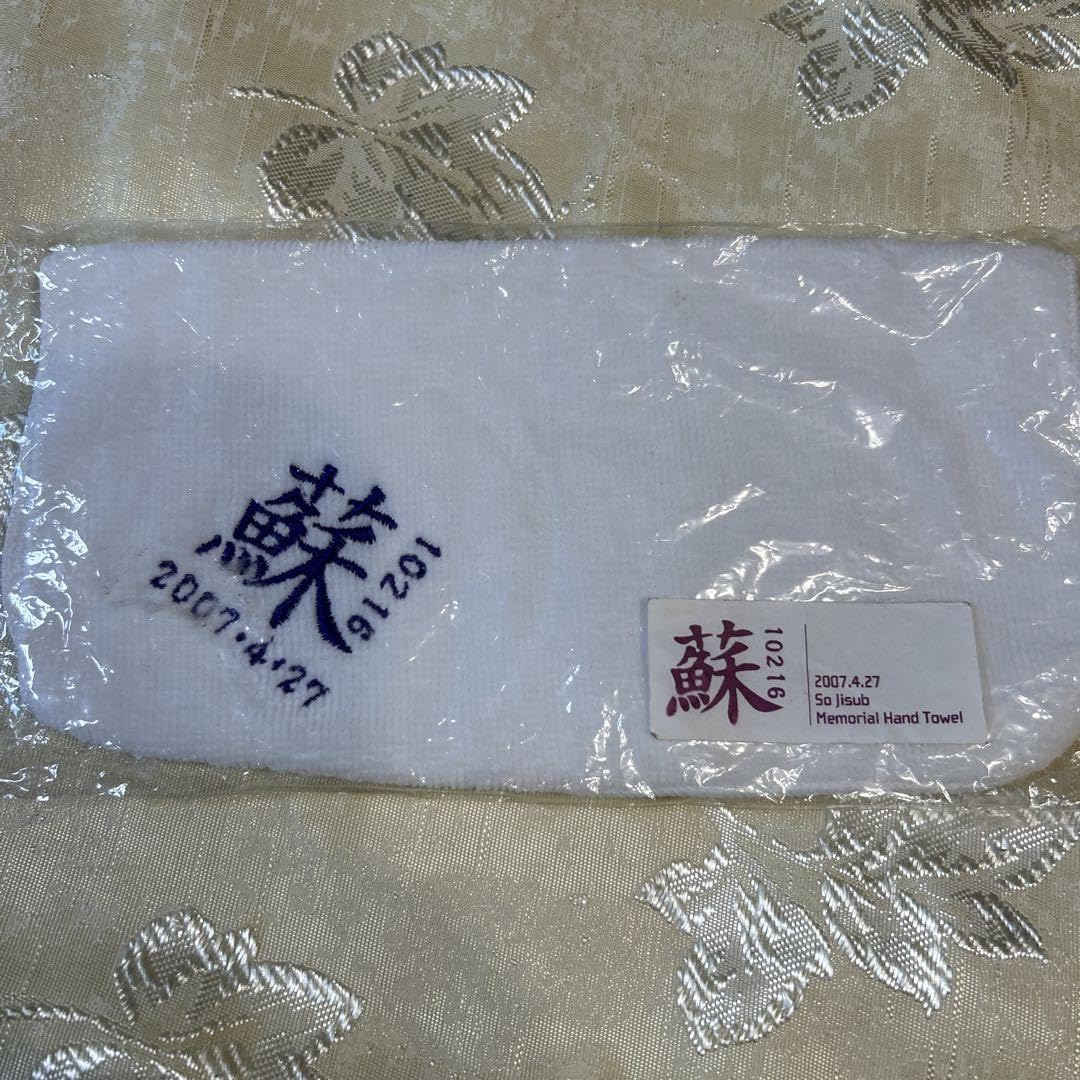 蘇
10216
2007.4.27
蘇
10216
2007.4.27
So Jisub
Memorial Hand Towel